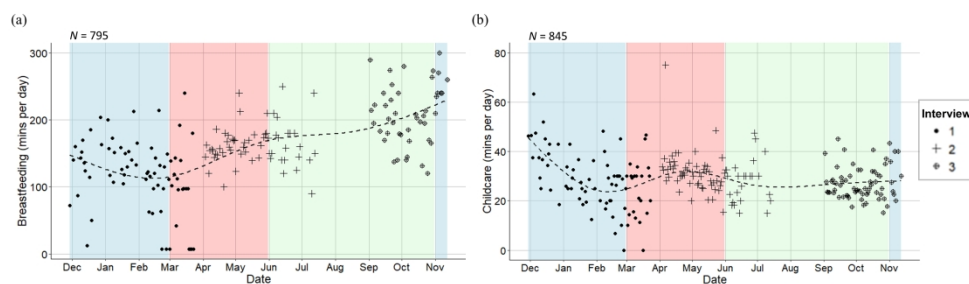 (a)
N = 795
Breastfeeding (mins per day)
300
200
100
0
Dec Jan Feb Mar Apr May Jun Jul Aug Sep Oct Nov
Date
(b)
N = 845
Childcare (mins per day)
80
60
40
20
0
Dec Jan Feb Mar Apr May Jun Jul Aug Sep Oct Nov
Date
Interview
1
2
3